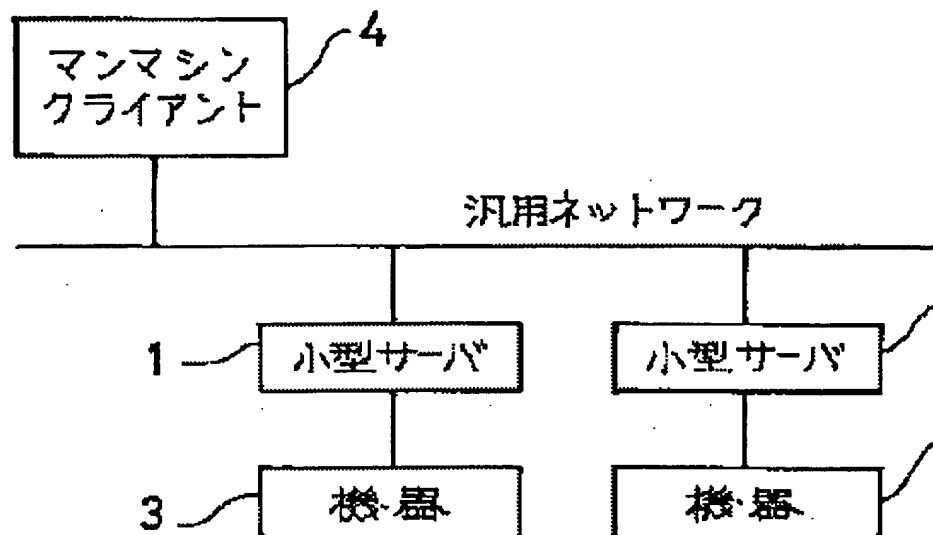 マンマシン
クライアント
4
汎用ネットワーク
1
小型サーバ
小型サーバ
3
機器
機器